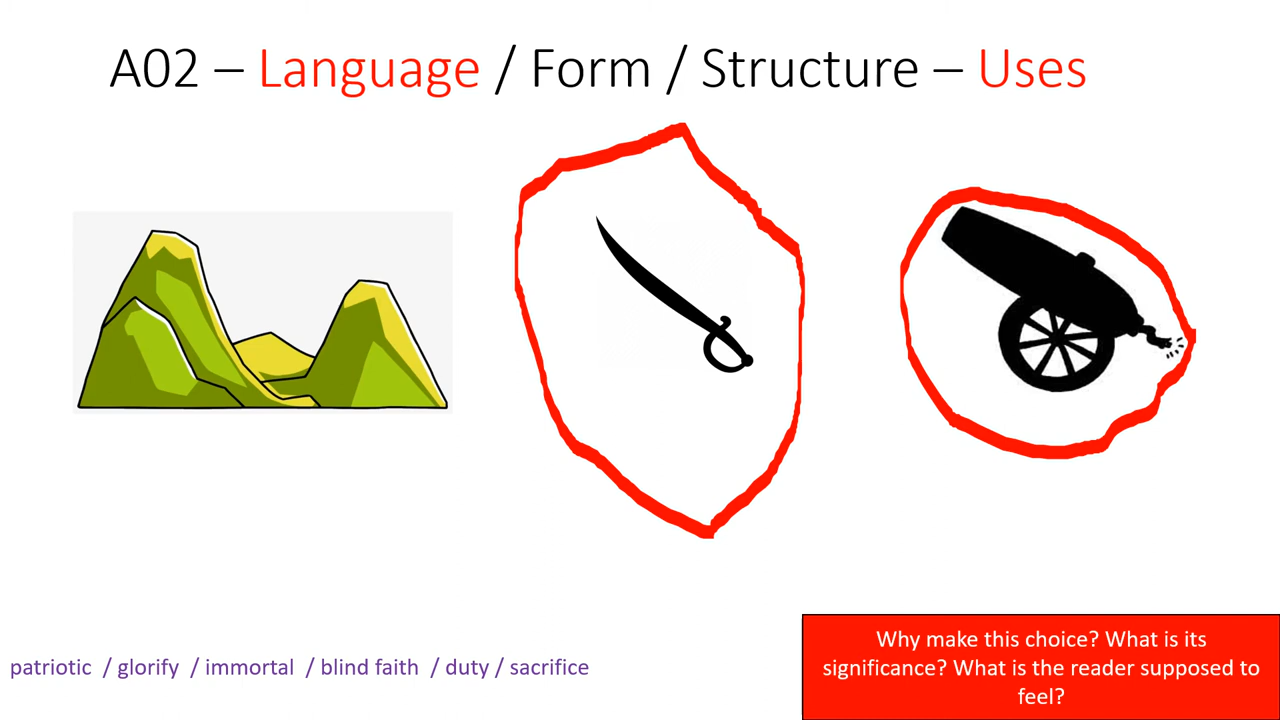 A02 – Language / Form / Structure – Uses
patriotic / glorify / immortal / blind faith / duty / sacrifice
Why make this choice? What is its
significance? What is the reader supposed to
feel?